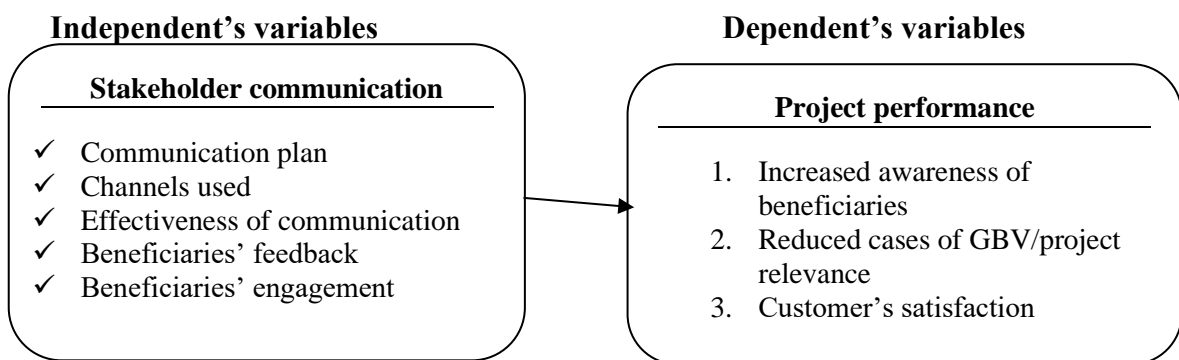 Independent’s variables
Stakeholder communication
✓ Communication plan
✓ Channels used
✓ Effectiveness of communication
✓ Beneficiaries’ feedback
✓ Beneficiaries’ engagement
Dependent’s variables
Project performance
1. Increased awareness of
beneficiaries
2. Reduced cases of GBV/project
relevance
3. Customer’s satisfaction